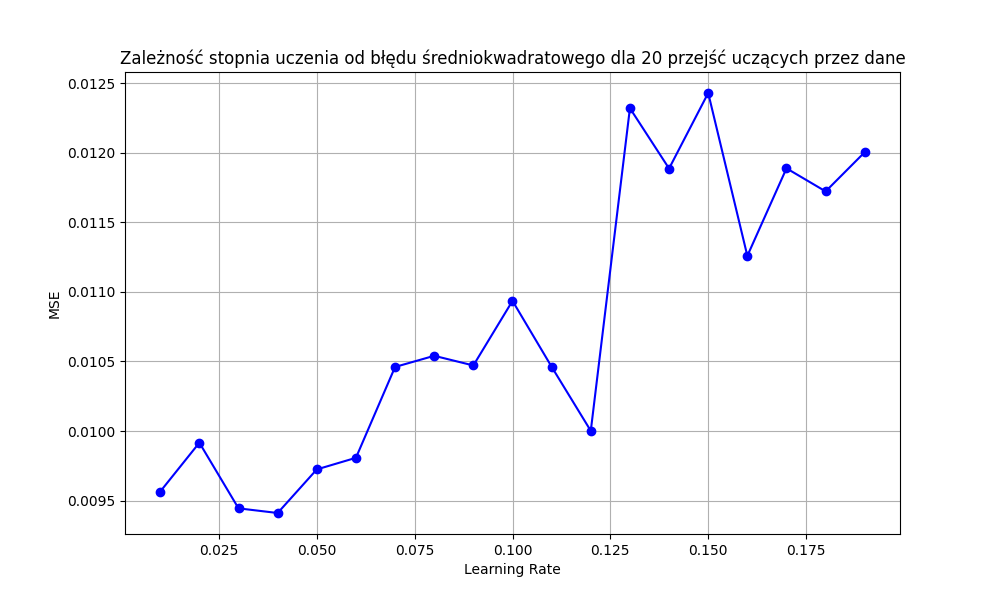 Zależność stopnia uczenia od błędu średniokwadratowego dla 20 przejść uczących przez dane
0.0125
0.0120
0.0115
0.0110
0.0105
0.0100
0.0095
MSE
0.025 0.050 0.075 0.100 0.125 0.150 0.175
Learning Rate